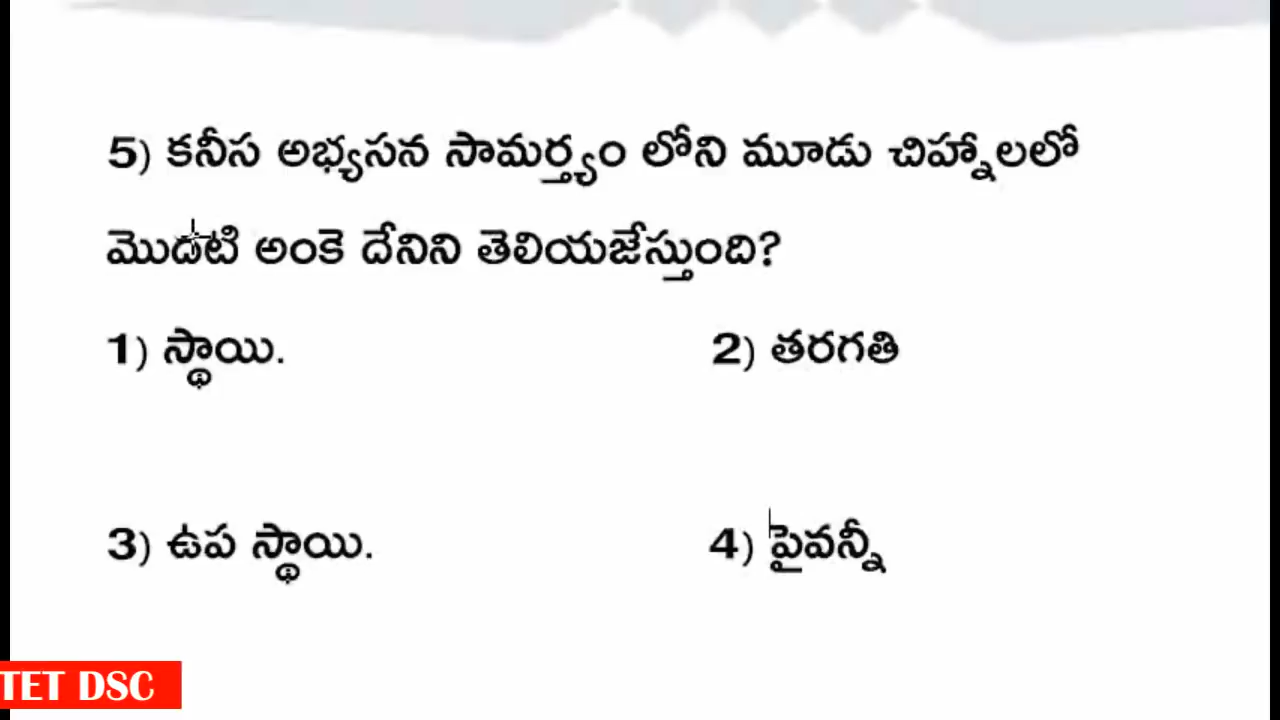 5) కనీస అభ్యసన సామర్త్యం లోని మూడు చిహ్నాలలో
మొదటి అంకె దేనిని తెలియజేస్తుంది?
1) స్థాయి. 2) తరగతి
3) ఉప స్థాయి. 4) పైవన్నీ
TET DSC